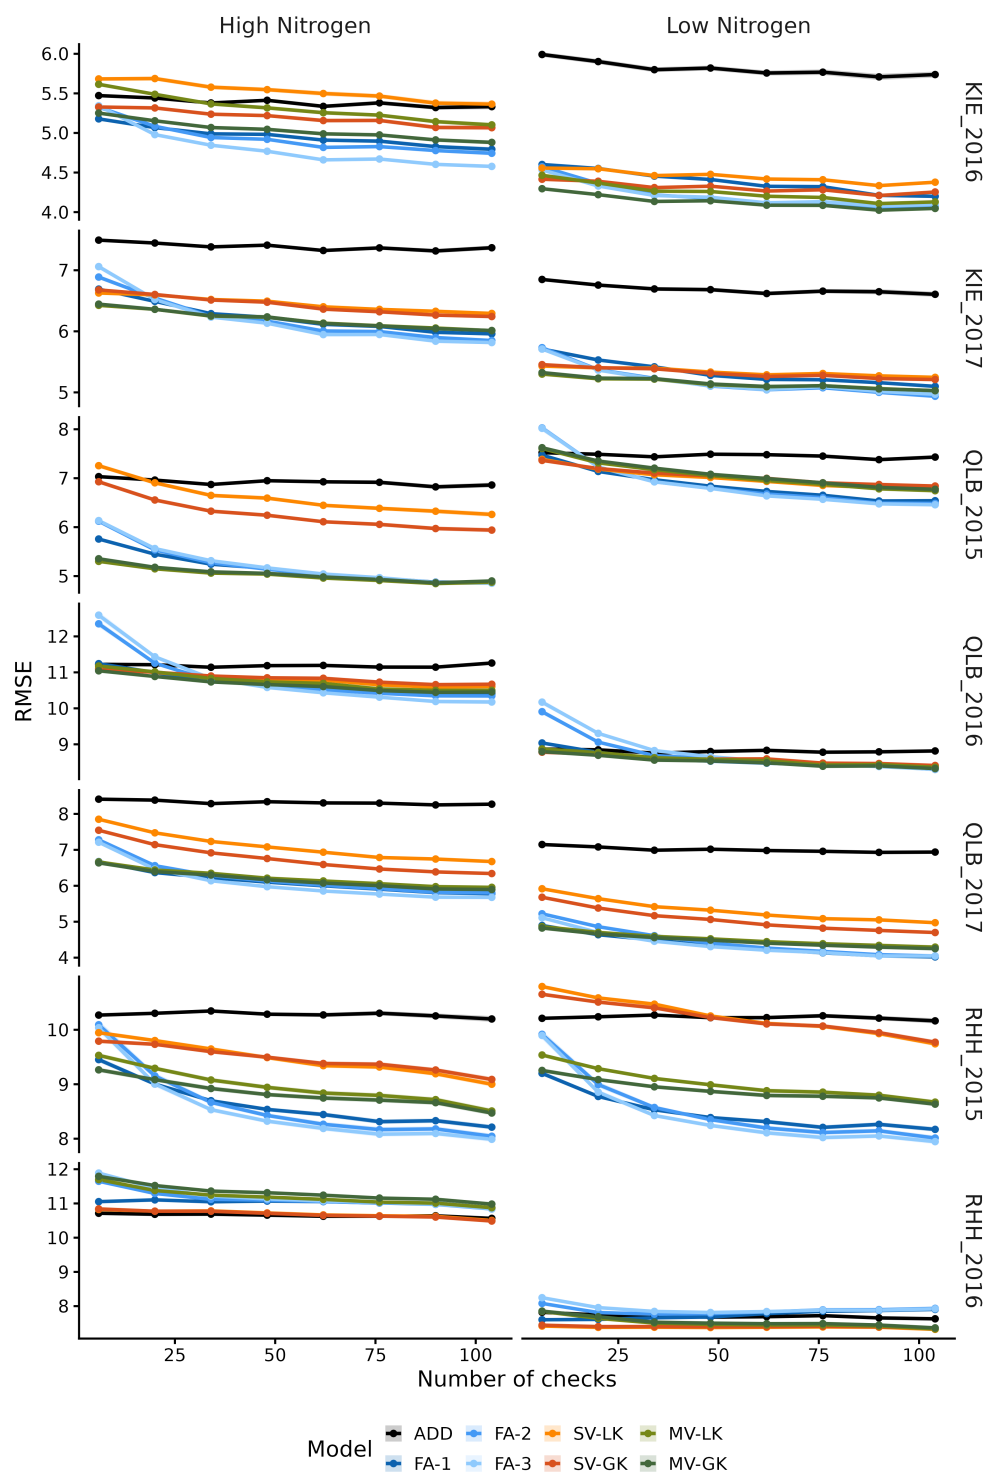 High Nitrogen
Low Nitrogen
6.0
5.5
5.0
4.5
4.0
KIE_2016
7
6
5
KIE_2017
8
7
6
5
QLB_2015
12
11
10
9
QLB_2016
8
7
6
5
4
QLB_2017
10
9
8
RHH_2015
12
11
10
9
8
RHH_2016
RMSE
25 50 75 100 25 50 75 100
Number of checks
Model
ADD FA-2 SV-LK MV-LK
FA-1 FA-3 SV-GK MV-GK